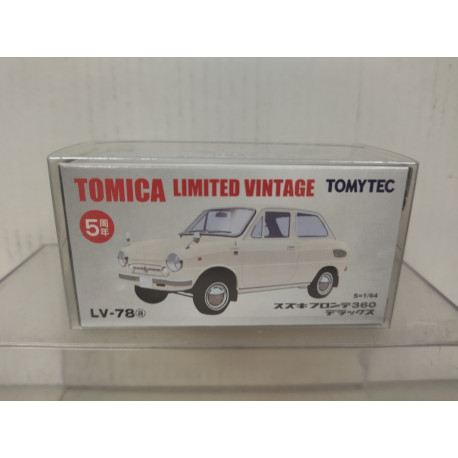 TOMICA LIMITED VINTAGE TOMYTEC
5周年
S=1/64
LV-78ⓐ スズキ フロンテ360
デラックス